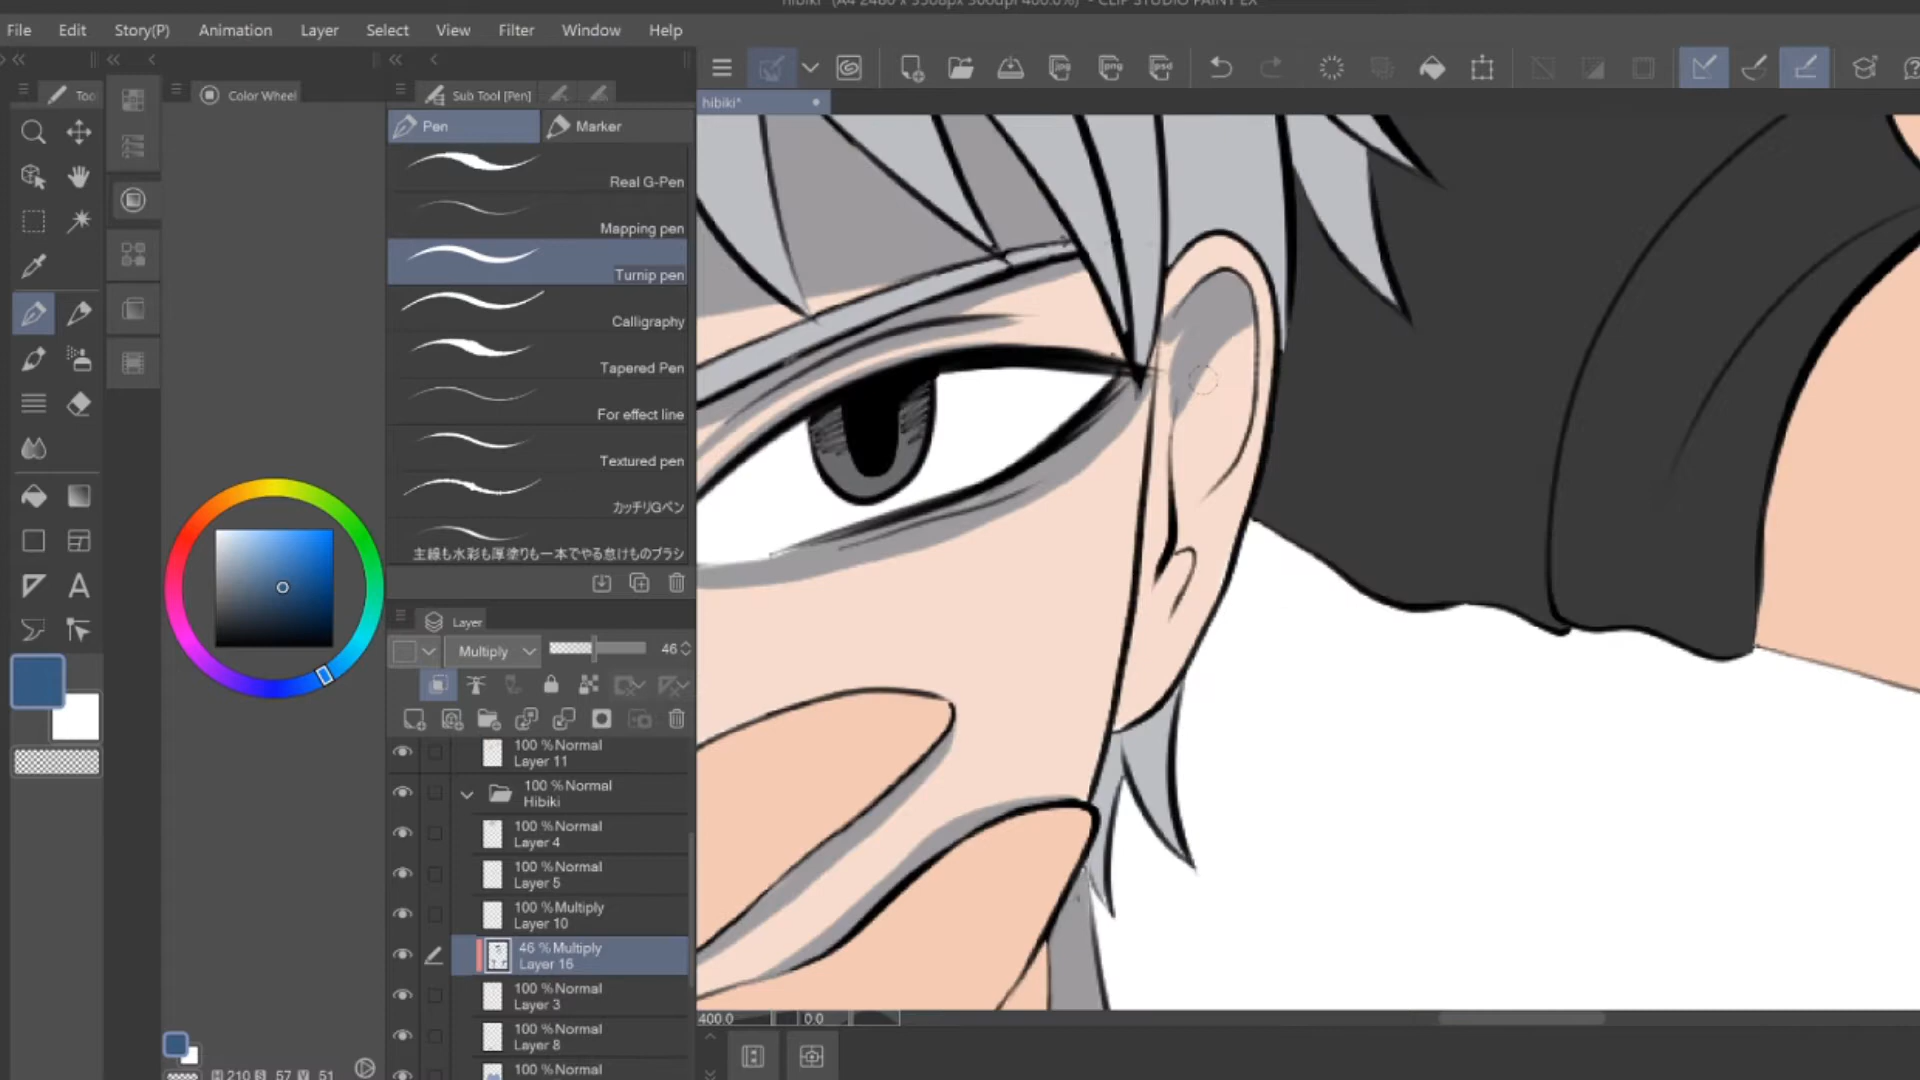 hibiki* (A4 2480 x 3508px 300dpi 400.0%) - CLIP STUDIO PAINT EX
File Edit Story(P) Animation Layer Select View Filter Window Help
Too
Color Wheel
Sub Tool [Pen]
jpg png psd
hibiki*
Pen
Marker
Real G-Pen
Mapping pen
Turnip pen
Calligraphy
Tapered Pen
For effect line
Textured pen
カッチリGペン
主線も水彩も厚塗りも一本でやる怠けものブラシ
Layer
Multiply 46
100 %Normal
Layer 11
100 %Normal
Hibiki
100 %Normal
Layer 4
100 %Normal
Layer 5
100 %Multiply
Layer 10
46 %Multiply
Layer 16
100 %Normal
Layer 3
100 %Normal
Layer 8
100 %Normal
400.0 0.0
H 210 S 57 V 51